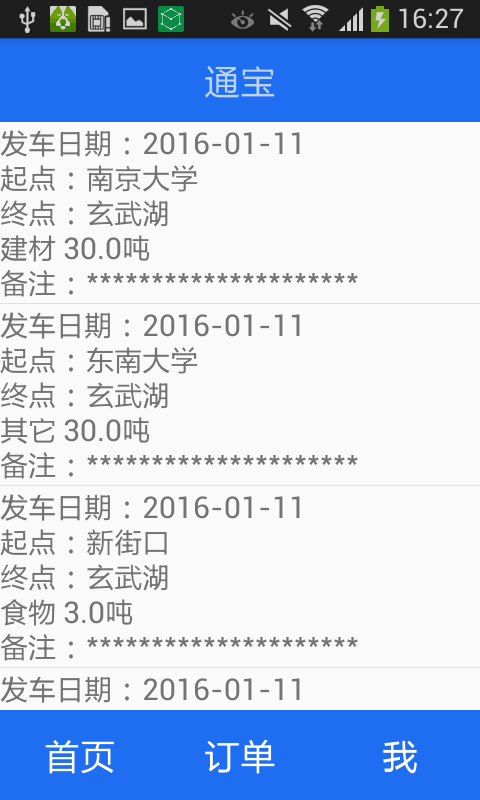 16:27
通宝
发车日期：2016-01-11
起点：南京大学
终点：玄武湖
建材 30.0吨
备注：*********************
发车日期：2016-01-11
起点：东南大学
终点：玄武湖
其它 30.0吨
备注：*********************
发车日期：2016-01-11
起点：新街口
终点：玄武湖
食物 3.0吨
备注：*********************
发车日期：2016-01-11
首页 订单 我